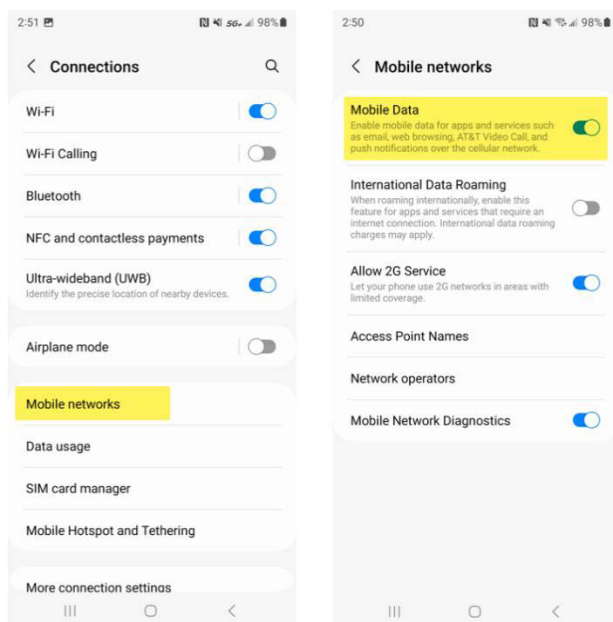 2:51
5G+ 98%
Connections
Wi-Fi
Wi-Fi Calling
Bluetooth
NFC and contactless payments
Ultra-wideband (UWB)
Identify the precise location of nearby devices.
Airplane mode
Mobile networks
Data usage
SIM card manager
Mobile Hotspot and Tethering
More connection settings
2:50
98%
Mobile networks
Mobile Data
Enable mobile data for apps and services such
as email, web browsing, AT&T Video Call, and
push notifications over the cellular network.
International Data Roaming
When roaming internationally, enable this
feature for apps and services that require an
internet connection. International data roaming
charges may apply.
Allow 2G Service
Let your phone use 2G networks in areas with
limited coverage.
Access Point Names
Network operators
Mobile Network Diagnostics